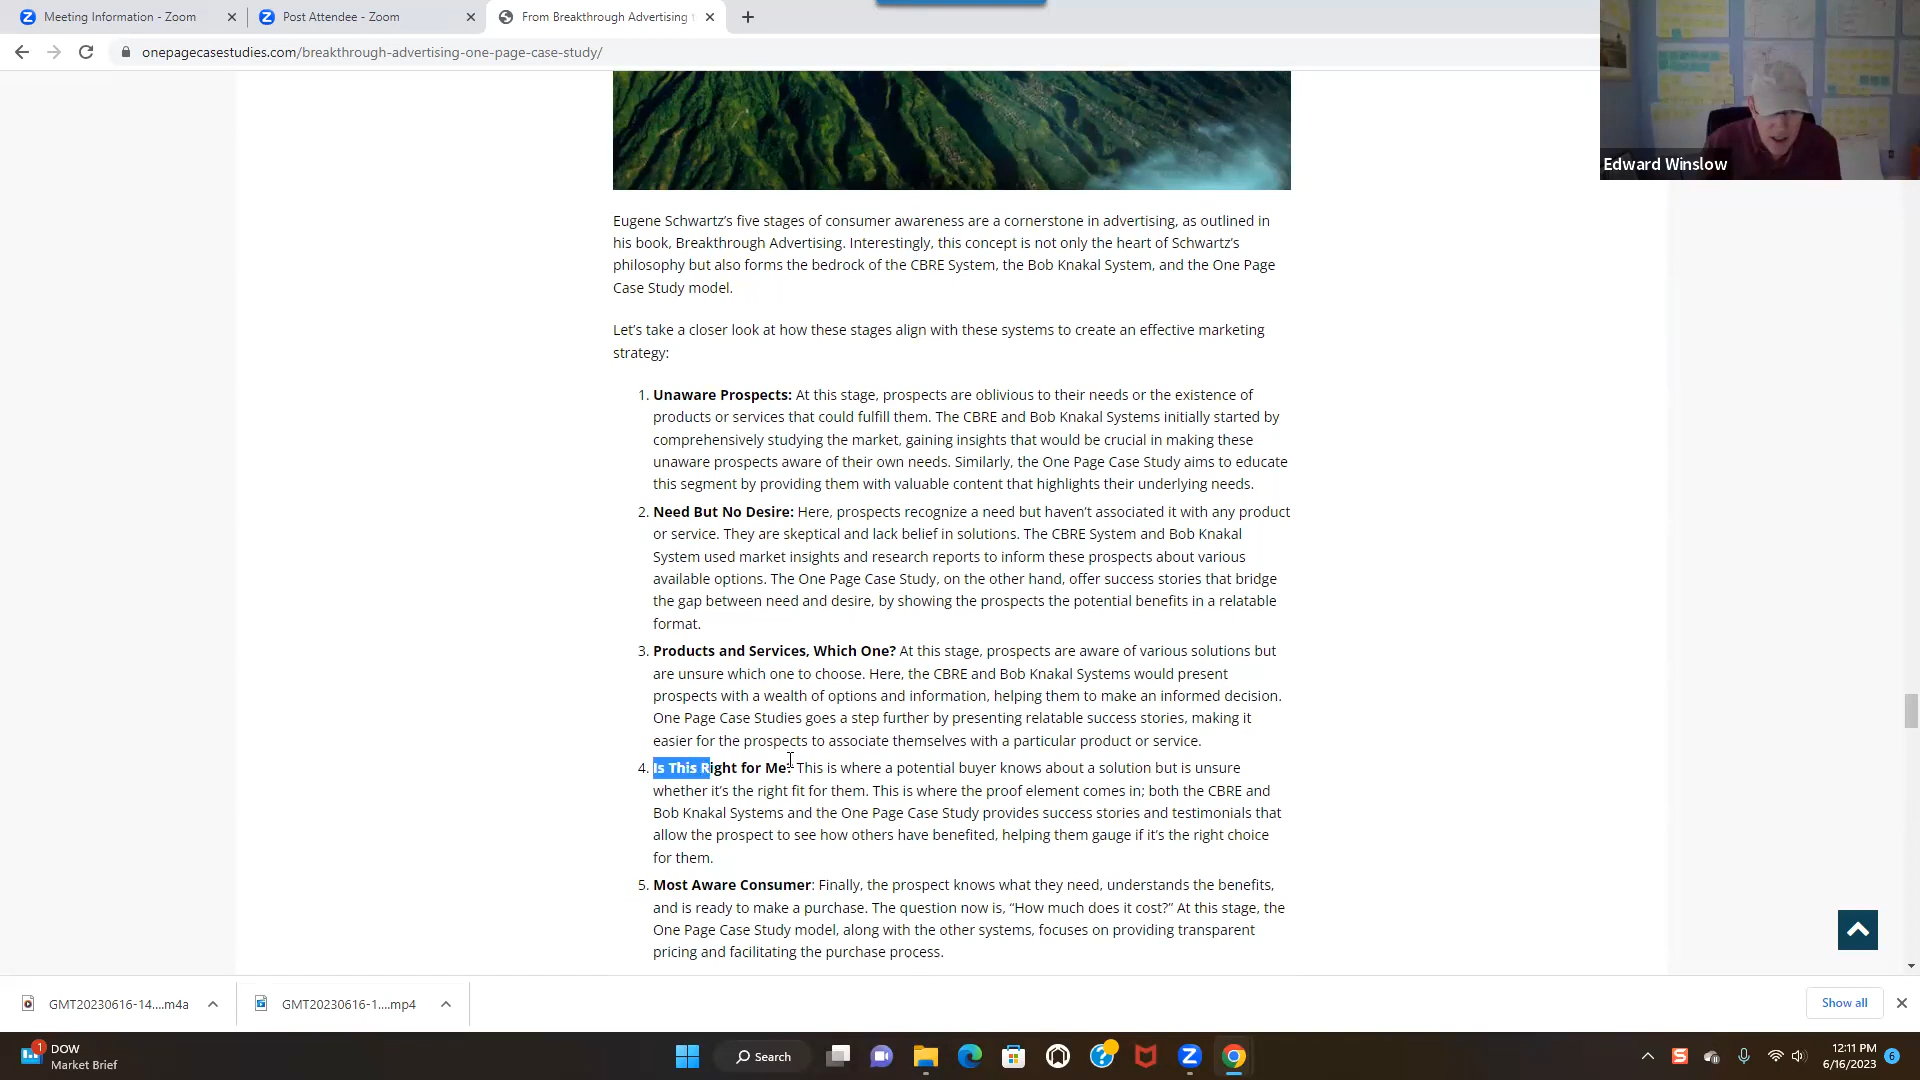 Meeting Information - Zoom
Post Attendee - Zoom
From Breakthrough Advertising
onepagecasestudies.com/breakthrough-advertising-one-page-case-study/
Edward Winslow
Eugene Schwartz’s five stages of consumer awareness are a cornerstone in advertising, as outlined in
his book, Breakthrough Advertising. Interestingly, this concept is not only the heart of Schwartz’s
philosophy but also forms the bedrock of the CBRE System, the Bob Knakal System, and the One Page
Case Study model.
Let’s take a closer look at how these stages align with these systems to create an effective marketing
strategy:
1. Unaware Prospects: At this stage, prospects are oblivious to their needs or the existence of
products or services that could fulfill them. The CBRE and Bob Knakal Systems initially started by
comprehensively studying the market, gaining insights that would be crucial in making these
unaware prospects aware of their own needs. Similarly, the One Page Case Study aims to educate
this segment by providing them with valuable content that highlights their underlying needs.
2. Need But No Desire: Here, prospects recognize a need but haven’t associated it with any product
or service. They are skeptical and lack belief in solutions. The CBRE System and Bob Knakal
System used market insights and research reports to inform these prospects about various
available options. The One Page Case Study, on the other hand, offer success stories that bridge
the gap between need and desire, by showing the prospects the potential benefits in a relatable
format.
3. Products and Services, Which One? At this stage, prospects are aware of various solutions but
are unsure which one to choose. Here, the CBRE and Bob Knakal Systems would present
prospects with a wealth of options and information, helping them to make an informed decision.
One Page Case Studies goes a step further by presenting relatable success stories, making it
easier for the prospects to associate themselves with a particular product or service.
4. Is This Right for Me? This is where a potential buyer knows about a solution but is unsure
whether it’s the right fit for them. This is where the proof element comes in; both the CBRE and
Bob Knakal Systems and the One Page Case Study provides success stories and testimonials that
allow the prospect to see how others have benefited, helping them gauge if it’s the right choice
for them.
5. Most Aware Consumer: Finally, the prospect knows what they need, understands the benefits,
and is ready to make a purchase. The question now is, “How much does it cost?” At this stage, the
One Page Case Study model, along with the other systems, focuses on providing transparent
pricing and facilitating the purchase process.
GMT20230616-14....m4a
GMT20230616-1....mp4
Show all
1
DOW
Market Brief
Search
12:11 PM
6/16/2023
6